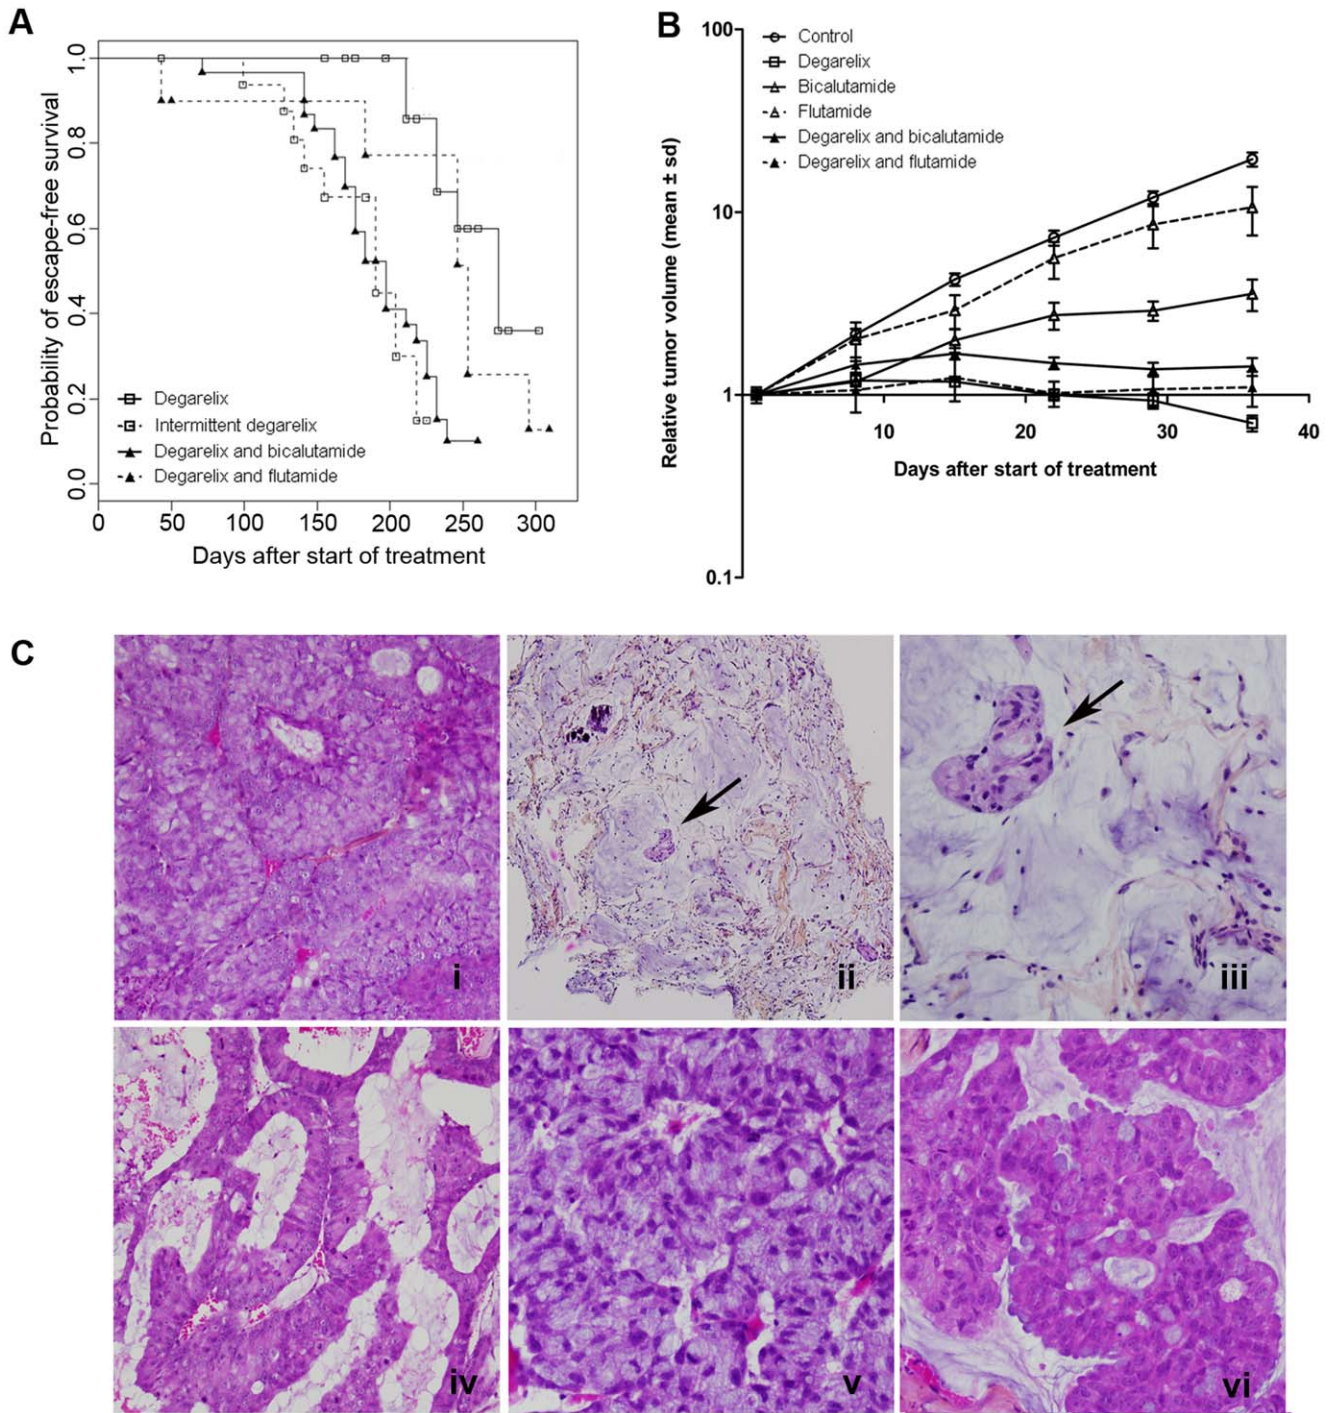 A
Probability of escape-free survival
1.0
0.8
0.6
0.4
0.2
0.0
Degarelix
Intermittent degarelix
Degarelix and bicalutamide
Degarelix and flutamide
0 50 100 150 200 250 300
Days after start of treatment
B
Relative tumor volume (mean ± sd)
100
10
1
0.1
Control
Degarelix
Bicalutamide
Flutamide
Degarelix and bicalutamide
Degarelix and flutamide
10 20 30 40
Days after start of treatment
C
i
ii
iii
iv
v
vi